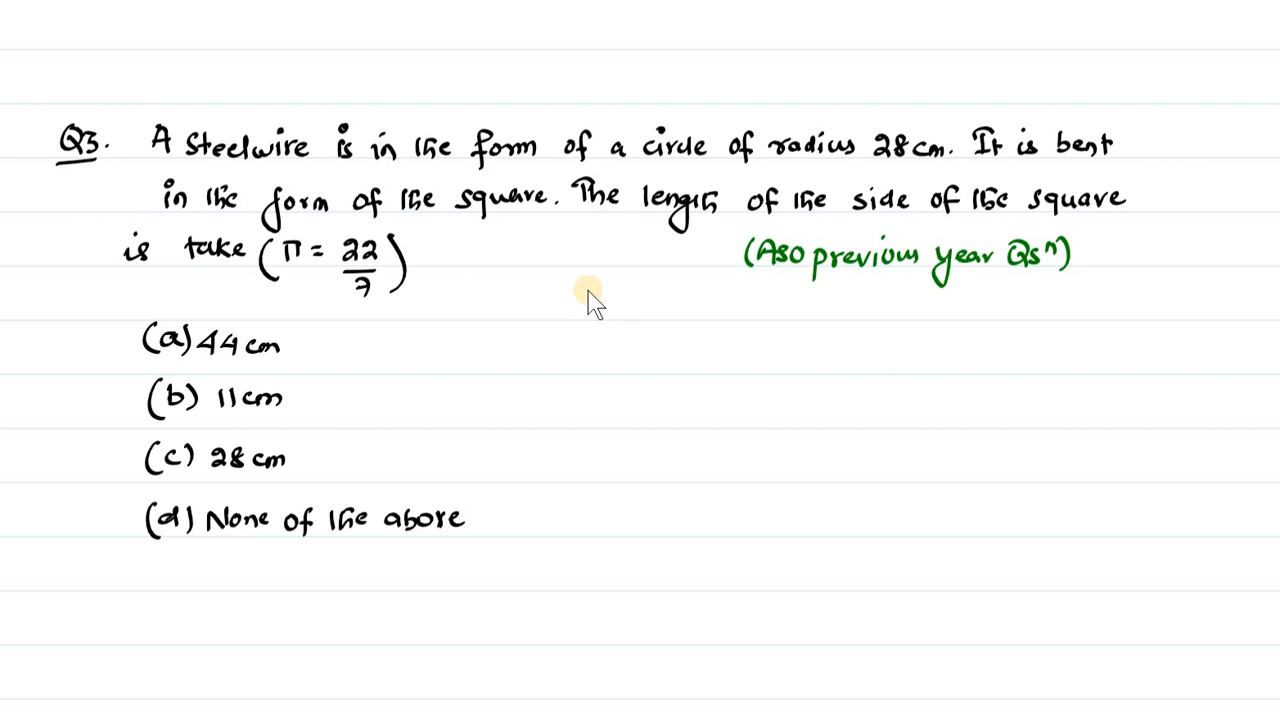 Q3. A Steelwire is in the form of a circle of radius 28cm. It is bent
in the form of the square. The length of the side of the square
is take (π = 22/7) (ASO previous year Qsⁿ)
(a) 44 cm
(b) 11cm
(c) 28 cm
(d) None of the above